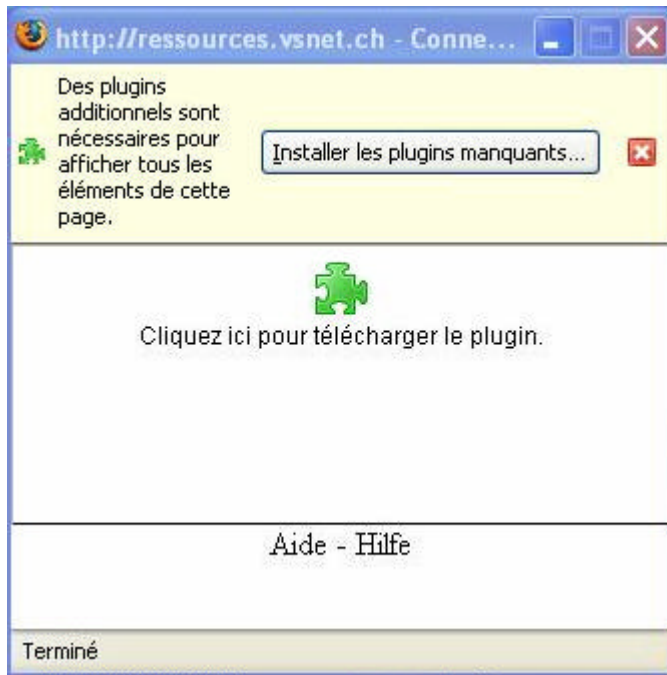 http://ressources.vsnet.ch - Conne...
Des plugins
additionnels sont
nécessaires pour
afficher tous les
éléments de cette
page.
Installer les plugins manquants...
Cliquez ici pour télécharger le plugin.
Aide - Hilfe
Terminé